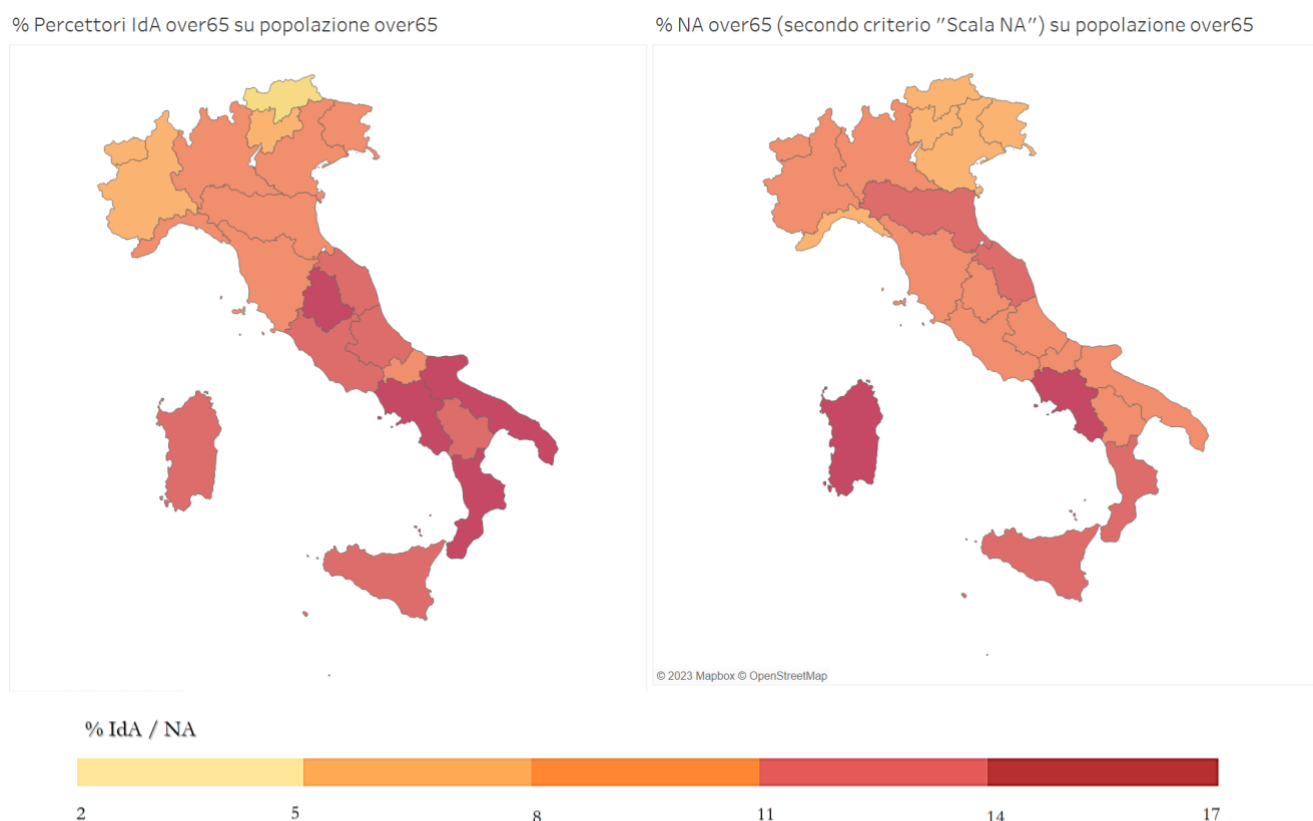 % Percettori IdA over65 su popolazione over65
% NA over65 (secondo criterio "Scala NA") su popolazione over65
© 2023 Mapbox © OpenStreetMap
% IdA / NA
2 5 8 11 14 17